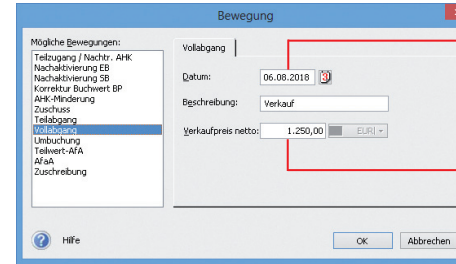 Bewegung
Mögliche Bewegungen:
Teilzugang / Nachtr. AHK
Nachaktivierung EB
Nachaktivierung SB
Korrektur Buchwert BP
AHK-Minderung
Zuschuss
Teilabgang
Vollabgang
Umbuchung
Teilwert-AfA
AfaA
Zuschreibung
Vollabgang
Datum: 06.08.2018 3
Beschreibung: Verkauf
Verkaufpreis netto: 1.250,00 EUR
Hilfe OK Abbrechen